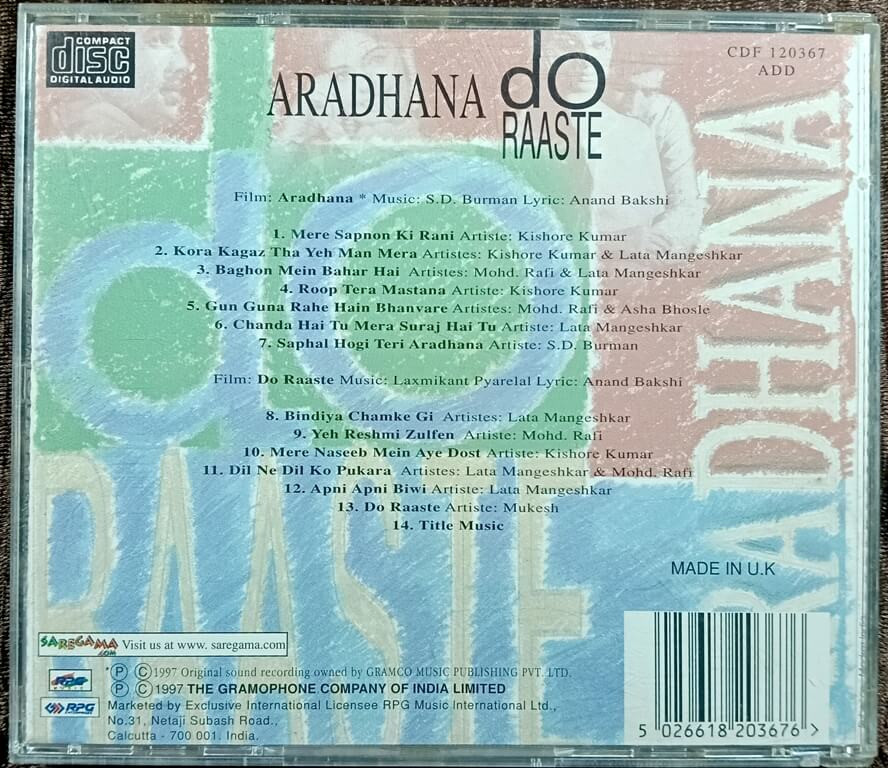 COMPACT
disc
DIGITAL AUDIO
CDF 120367
ADD
ARADHANA do
RAASTE
Film: Aradhana * Music: S.D. Burman Lyric: Anand Bakshi
1. Mere Sapnon Ki Rani Artiste: Kishore Kumar
2. Kora Kagaz Tha Yeh Man Mera Artistes: Kishore Kumar & Lata Mangeshkar
3. Baghon Mein Bahar Hai Artistes: Mohd. Rafi & Lata Mangeshkar
4. Roop Tera Mastana Artiste: Kishore Kumar
5. Gun Guna Rahe Hain Bhanvare Artistes: Mohd. Rafi & Asha Bhosle
6. Chanda Hai Tu Mera Suraj Hai Tu Artiste: Lata Mangeshkar
7. Saphal Hogi Teri Aradhana Artiste: S.D. Burman
Film: Do Raaste Music: Laxmikant Pyarelal Lyric: Anand Bakshi
8. Bindiya Chamke Gi Artistes: Lata Mangeshkar
9. Yeh Reshmi Zulfen Artiste: Mohd. Rafi
10. Mere Naseeb Mein Aye Dost Artiste: Kishore Kumar
11. Dil Ne Dil Ko Pukara Artistes: Lata Mangeshkar & Mohd. Rafi
12. Apni Apni Biwi Artiste: Lata Mangeshkar
13. Do Raaste Artiste: Mukesh
14. Title Music
do
RAASTE
ARADHANA
MADE IN U.K
SAREGAMA.COM Visit us at www. saregama.com
RPG
MUSIC
* Ⓟ Ⓒ1997 Original sound recording owned by GRAMCO MUSIC PUBLISHING PVT. LTD.
Ⓟ Ⓒ1997 THE GRAMOPHONE COMPANY OF INDIA LIMITED
RPG
Marketed by Exclusive International Licensee RPG Music International Ltd.,
No.31, Netaji Subash Road.,
Calcutta - 700 001. India.
5 026618 203676 >